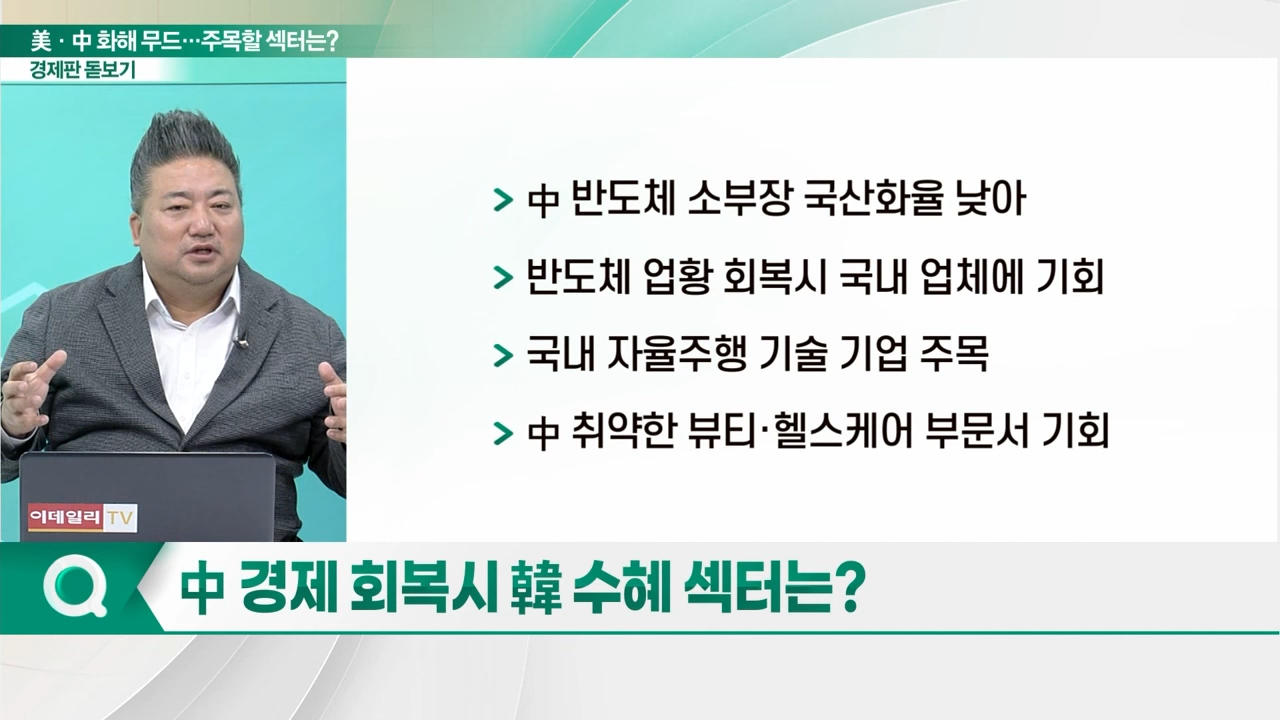 美·中 화해 무드…주목할 섹터는?
경제판 돋보기
> 中 반도체 소부장 국산화율 낮아
> 반도체 업황 회복시 국내 업체에 기회
> 국내 자율주행 기술 기업 주목
> 中 취약한 뷰티·헬스케어 부문서 기회
이데일리 TV
中 경제 회복시 韓 수혜 섹터는?